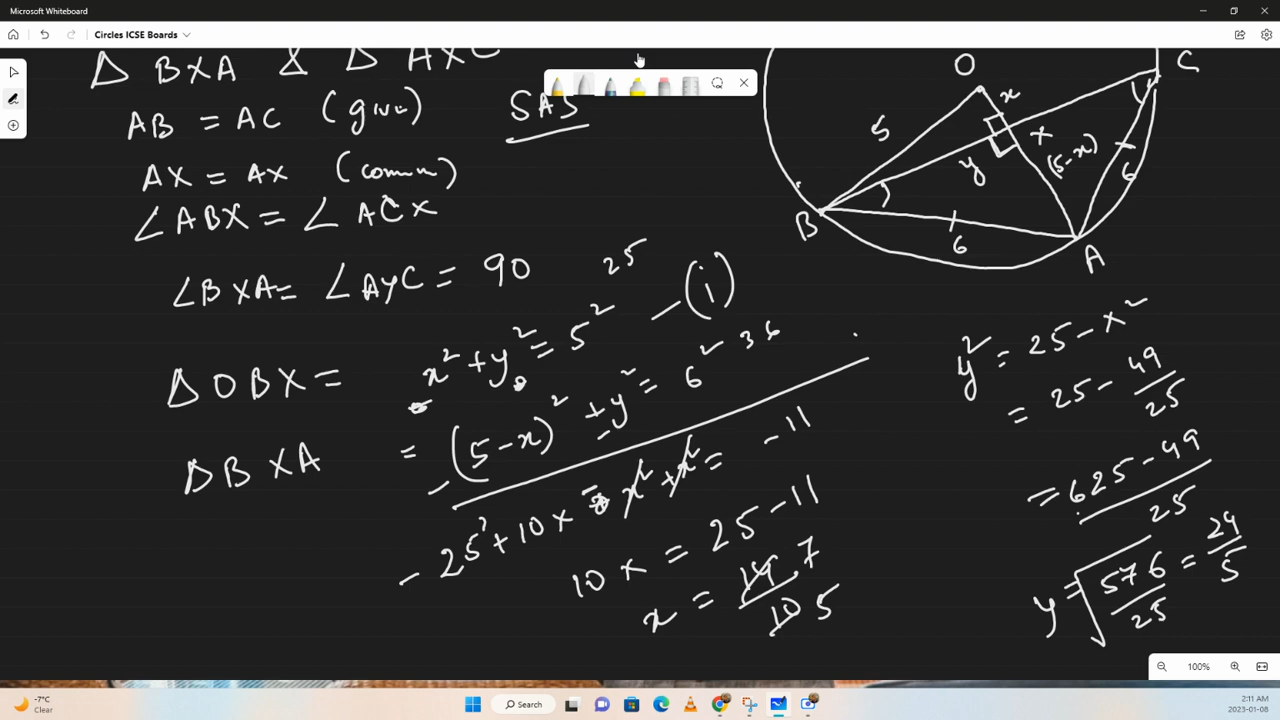 Microsoft Whiteboard
Circles ICSE Boards
Δ BXA & Δ AXC
AB = AC (given)
SAS
AX = AX (common)
∠ABX = ∠ACX
∠BXA = ∠AYC = 90
Δ OBX = x² + y² = 5² 25 — (i)
Δ BXA = (5-x)² + y² = 6² 36
- 25 + 10x - x² + x² = -11
10x = 25 - 11
x = 14 7
10 5
O
C
x
5
x
(5-x)
y
6
B
6
A
y² = 25 - x²
= 25 - 49/25
= 625 - 49
25
y = √576/25 = 24/5
100%
-7°C
Clear
Search
2:11 AM
2023-01-08